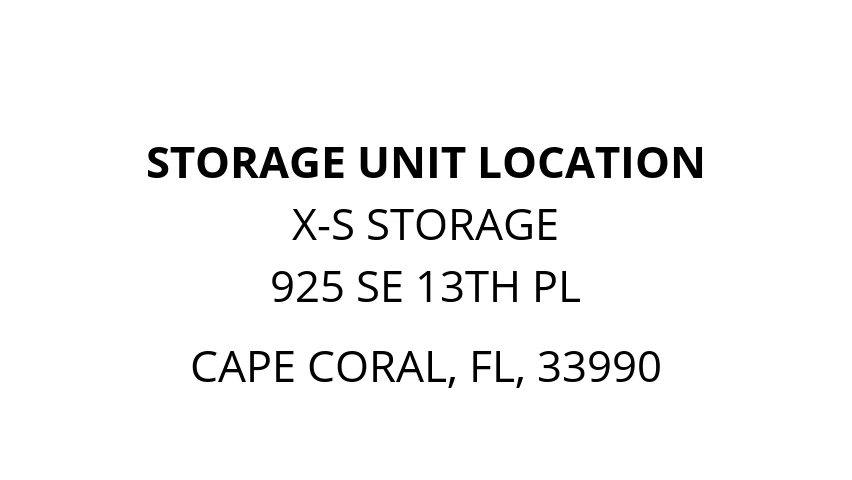 STORAGE UNIT LOCATION
X-S STORAGE
925 SE 13TH PL
CAPE CORAL, FL, 33990